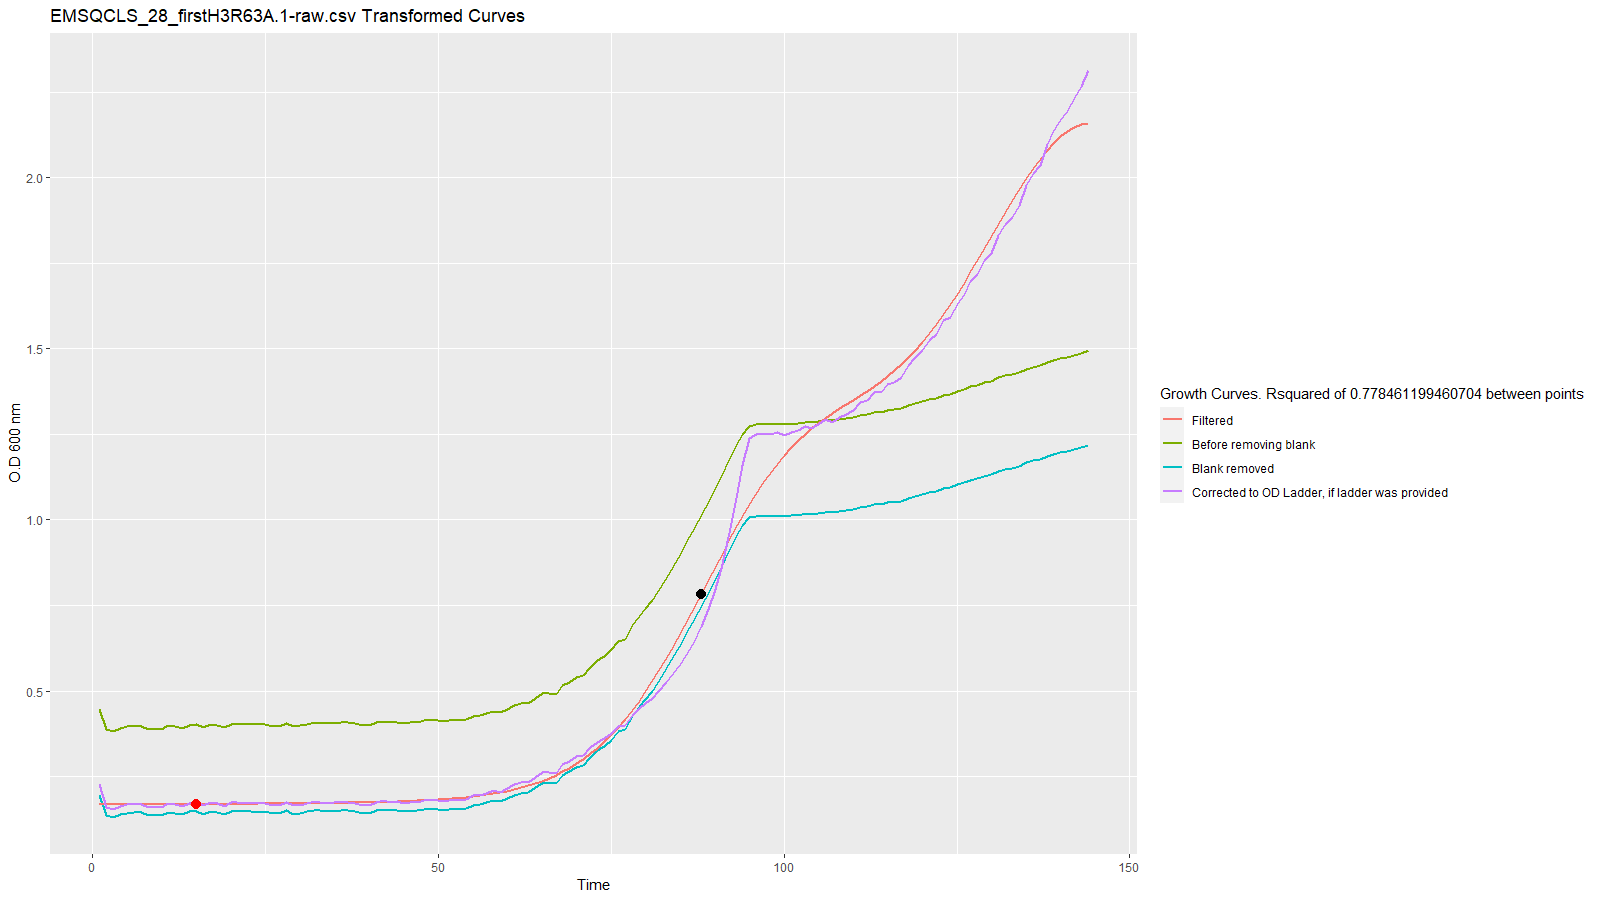 EMSQCLS_28_firstH3R63A.1-raw.csv Transformed Curves
O.D 600 nm
2.0
1.5
1.0
0.5
0
50
100
150
Time
Growth Curves. Rsquared of 0.778461199460704 between points
Filtered
Before removing blank
Blank removed
Corrected to OD Ladder, if ladder was provided